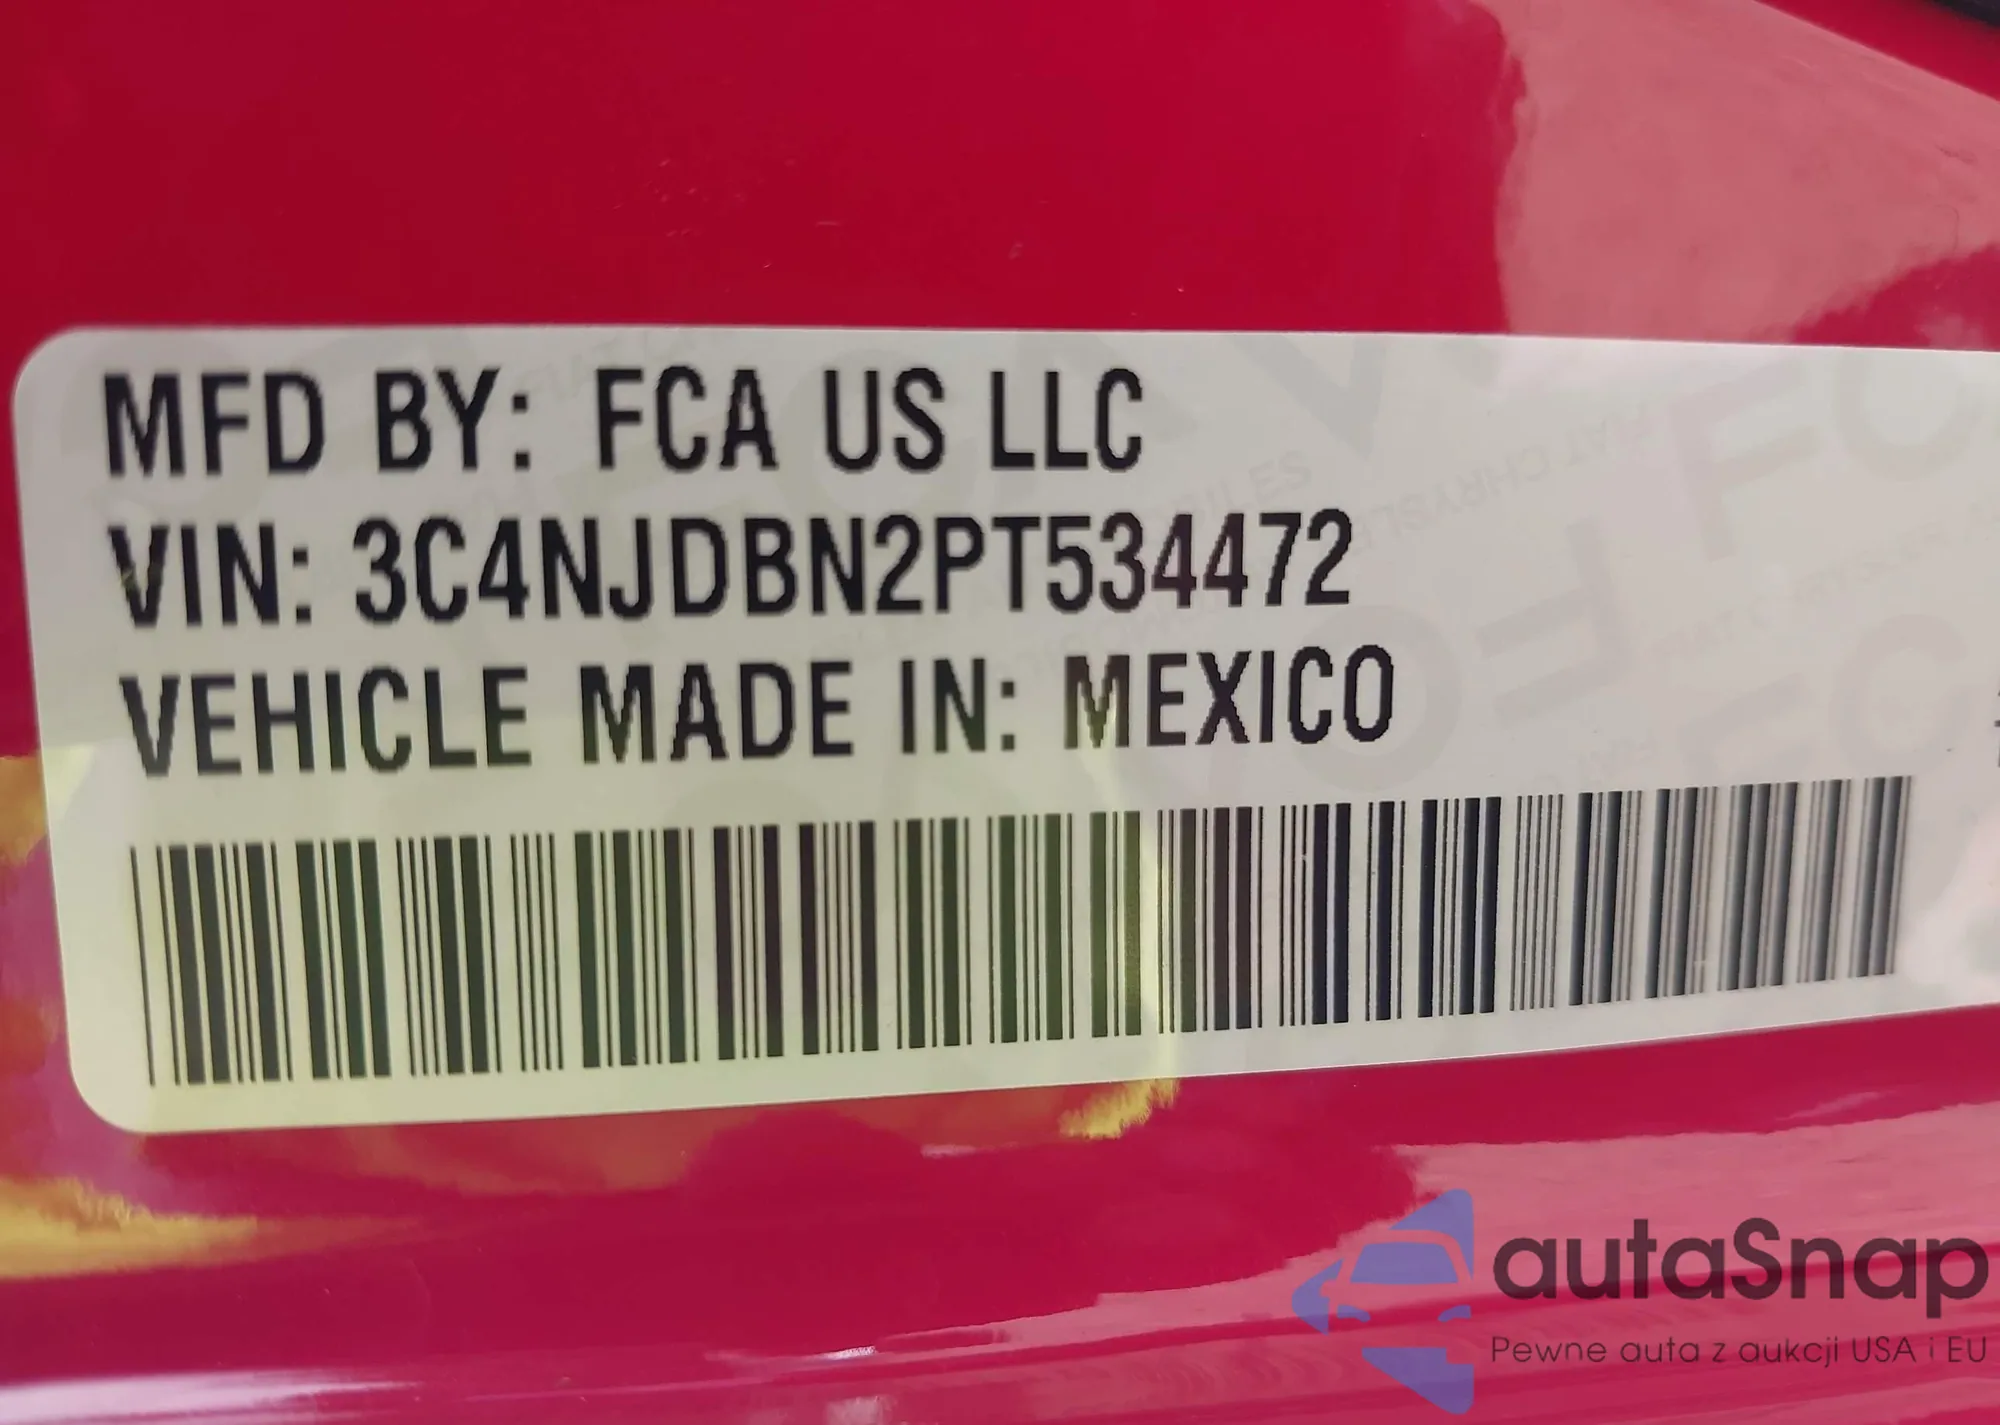 MFD BY: FCA US LLC
VIN: 3C4NJDBN2PT534472
VEHICLE MADE IN: MEXICO
autaSnap
Pewne auta z aukcji USA i EU